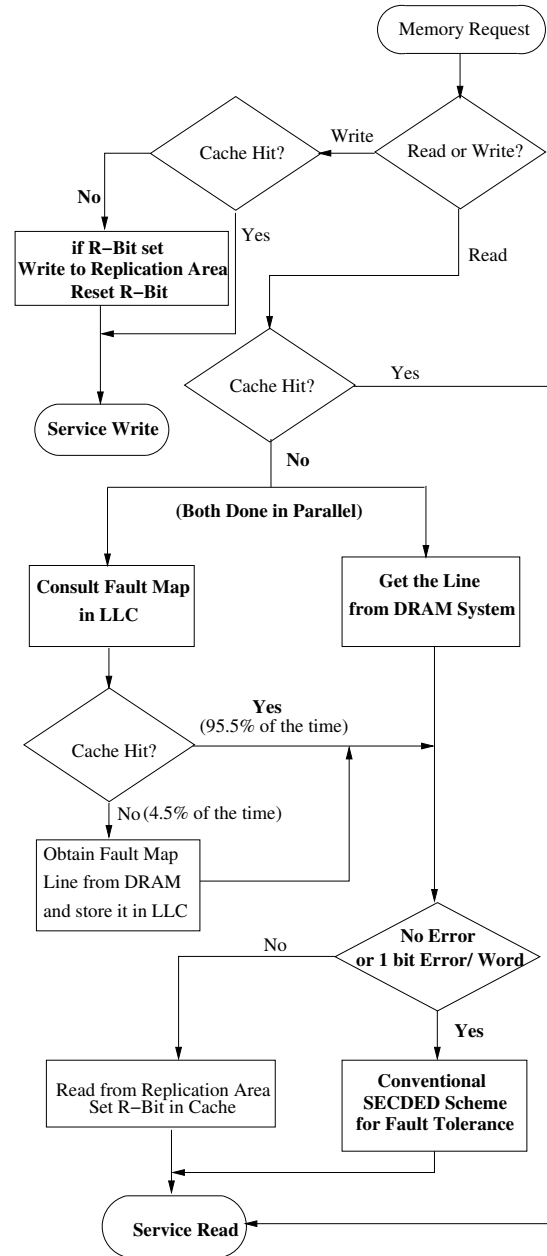 Memory Request
Write
Cache Hit?
Read or Write?
No
Yes
if R−Bit set
Write to Replication Area
Reset R−Bit
Read
Cache Hit?
Yes
Service Write
No
(Both Done in Parallel)
Consult Fault Map
in LLC
Get the Line
from DRAM System
Yes
(95.5% of the time)
Cache Hit?
No (4.5% of the time)
Obtain Fault Map
Line from DRAM
and store it in LLC
No
No Error
or 1 bit Error/ Word
Yes
Read from Replication Area
Set R−Bit in Cache
Conventional
SECDED Scheme
for Fault Tolerance
Service Read